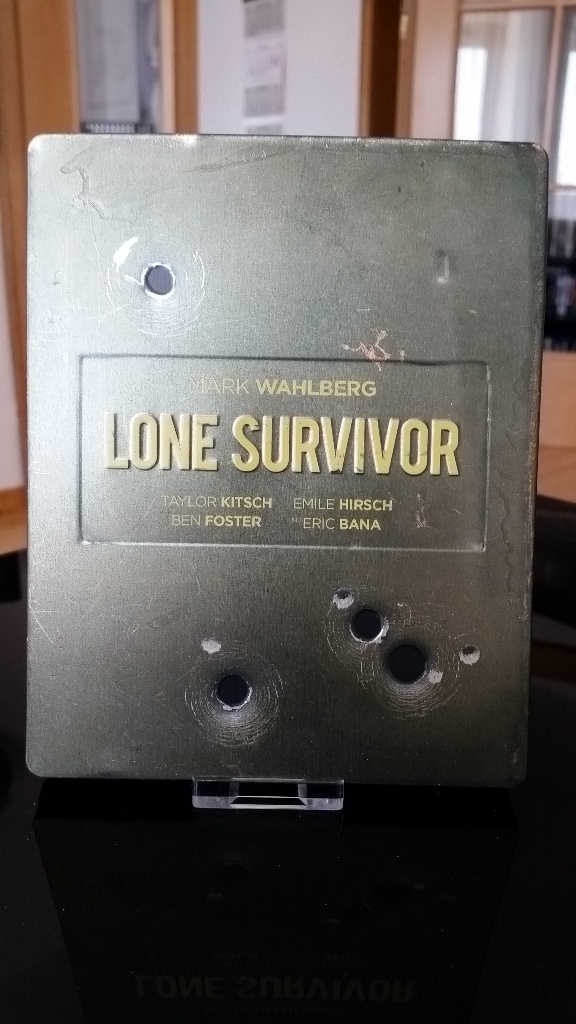 MARK WAHLBERG
LONE SURVIVOR
TAYLOR KITSCH EMILE HIRSCH
BEN FOSTER ERIC BANA